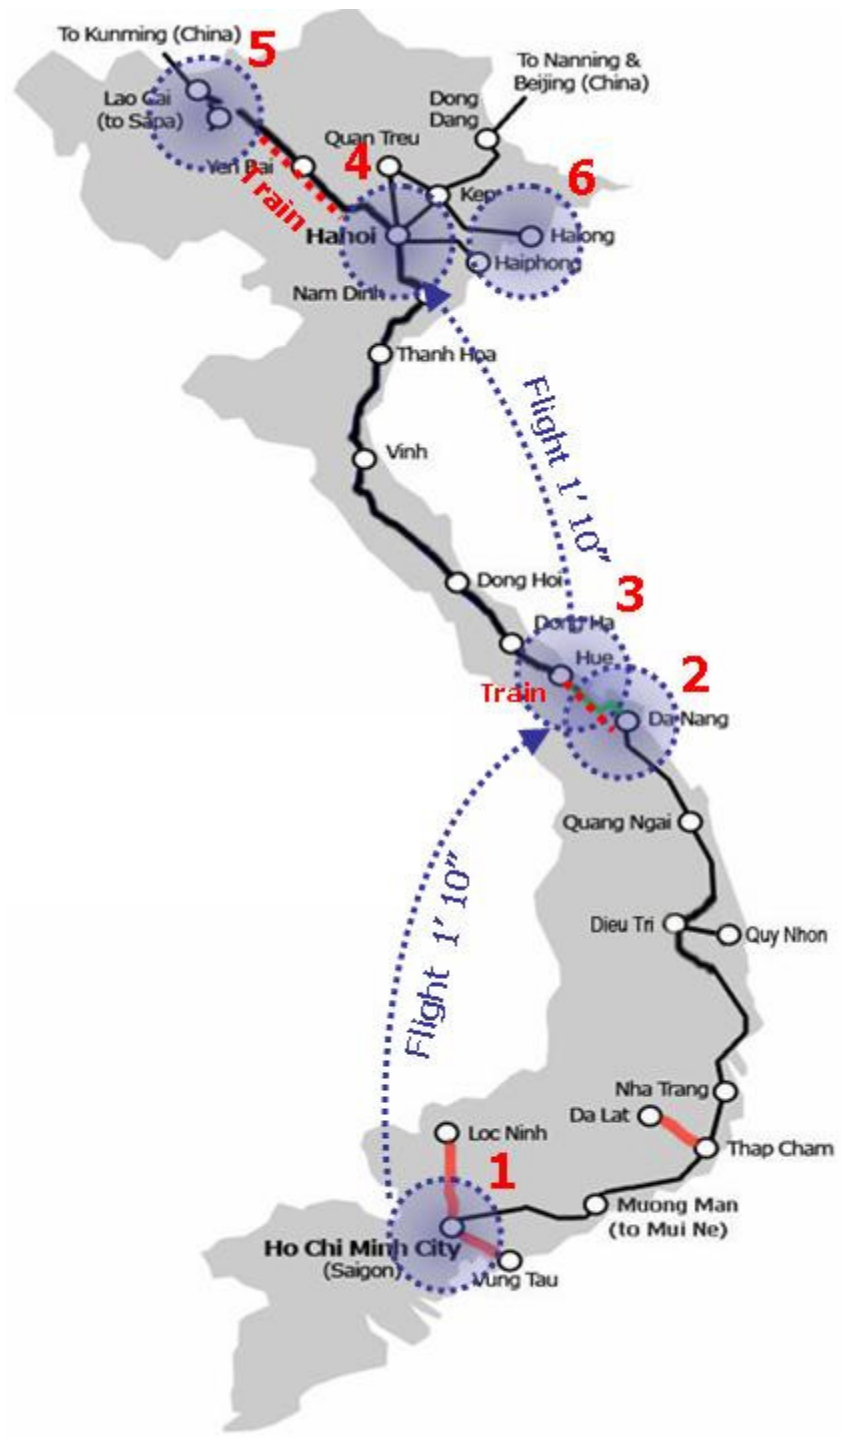 To Kunming (China)
5
To Nanning &
Beijing (China)
Lao Cai
(to Sapa)
Dong
Dang
Quan Treu
Yen Bai
4
Kep
6
Train
Hanoi
Halong
Haiphong
Nam Dinh
Thanh Hoa
Flight 1' 10"
Vinh
Dong Hoi
3
Dong Ha
Hue
2
Train
Da Nang
Quang Ngai
Flight 1' 10"
Dieu Tri
Quy Nhon
Nha Trang
Da Lat
Loc Ninh
Thap Cham
1
Muong Man
(to Mui Ne)
Ho Chi Minh City
(Saigon)
Vung Tau